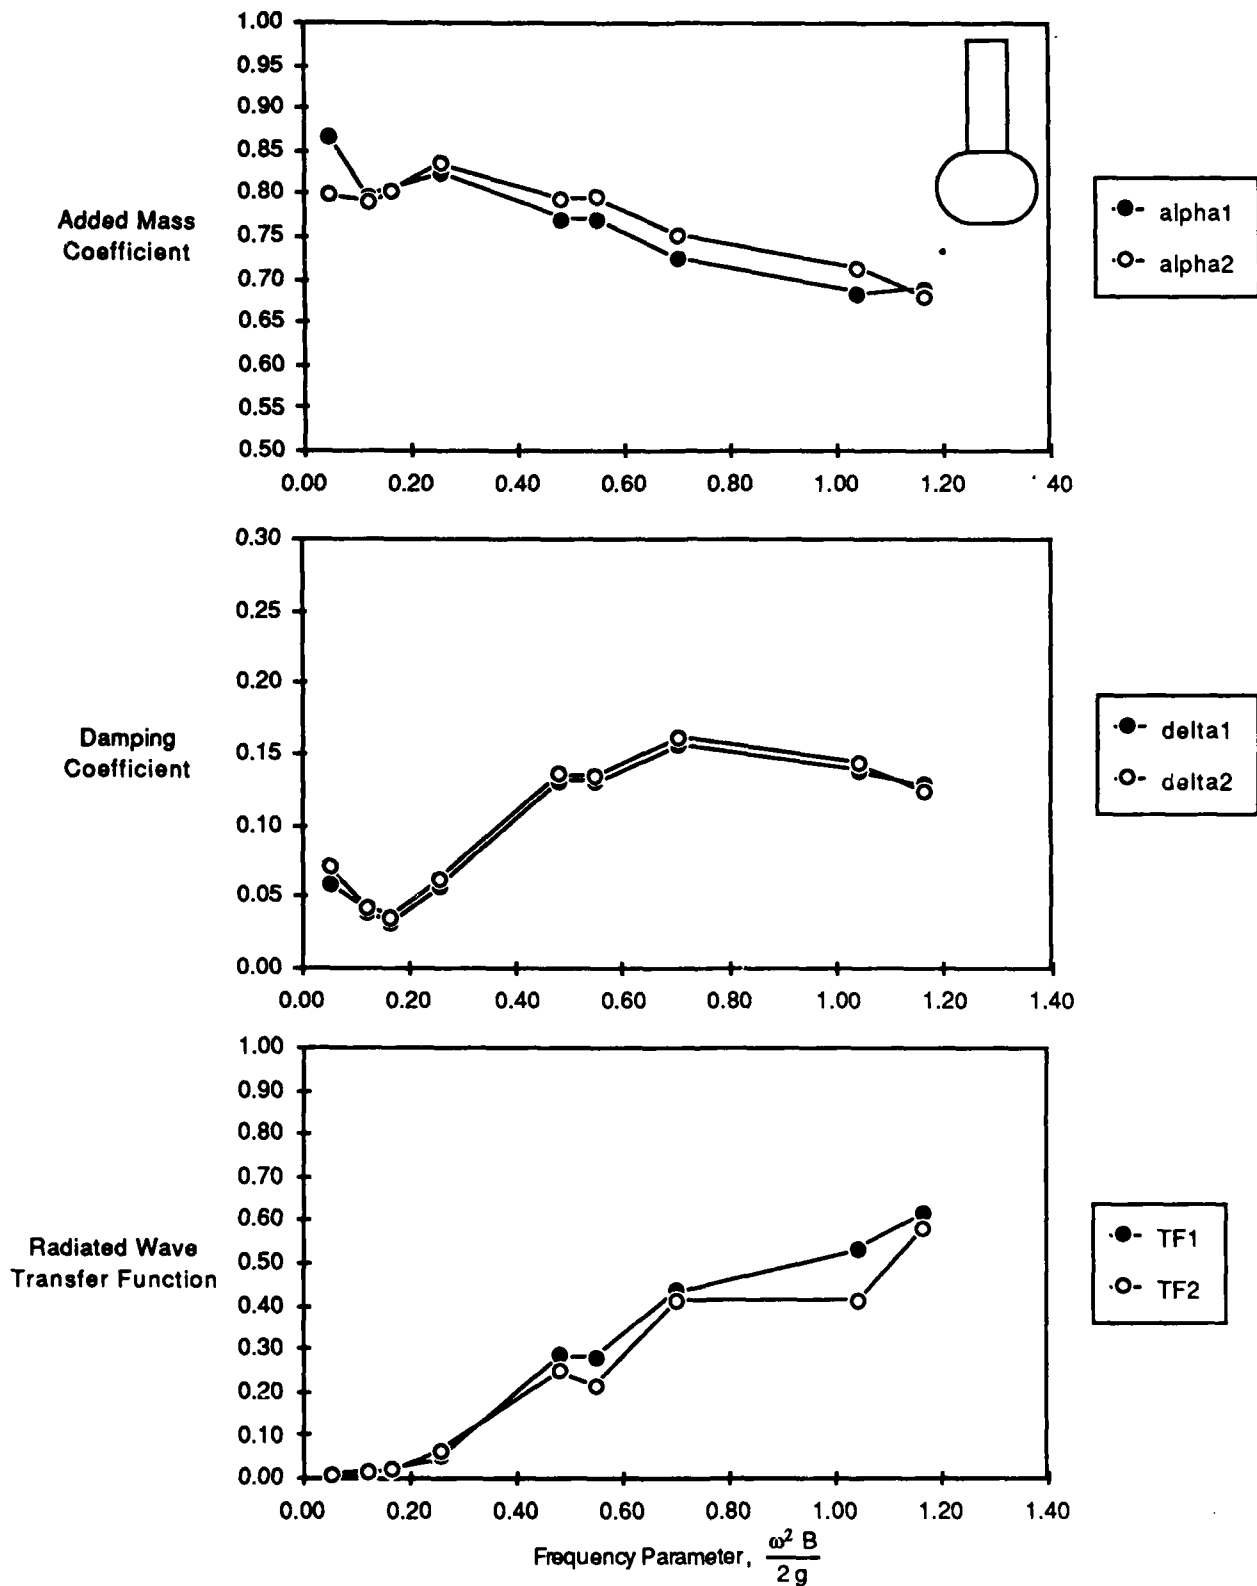 1.00
0.95
0.90
0.85
0.80
0.75
0.70
0.65
0.60
0.55
0.50
Added Mass
Coefficient
0.00 0.20 0.40 0.60 0.80 1.00 1.20 40
alpha1
alpha2
0.30
0.25
0.20
0.15
0.10
0.05
0.00
Damping
Coefficient
0.00 0.20 0.40 0.60 0.80 1.00 1.20 1.40
delta1
delta2
1.00
0.90
0.80
0.70
0.60
0.50
0.40
0.30
0.20
0.10
0.00
Radiated Wave
Transfer Function
0.00 0.20 0.40 0.60 0.80 1.00 1.20 1.40
TF1
TF2
Frequency Parameter, ω² B
2 g